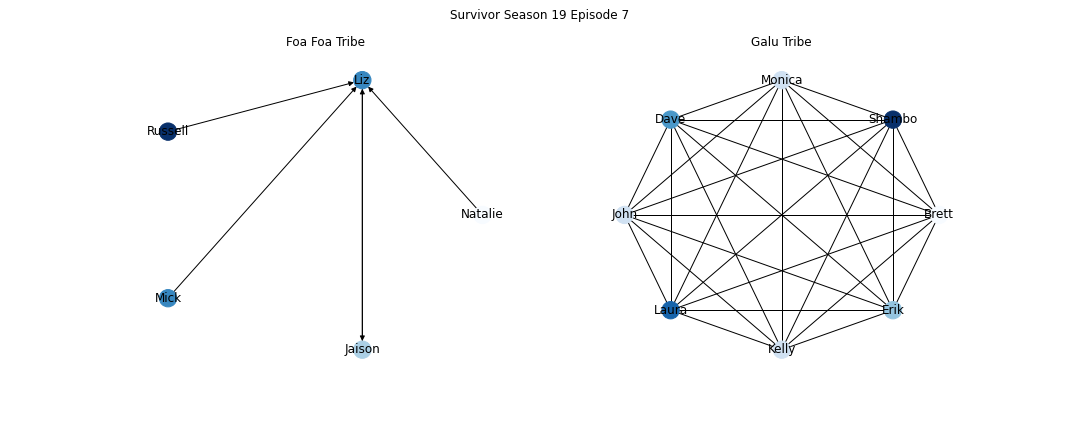 Survivor Season 19 Episode 7
Foa Foa Tribe
Liz
Russell
Natalie
Mick
Jaison
Galu Tribe
Monica
Dave
Shambo
John
Brett
Laura
Erik
Kelly